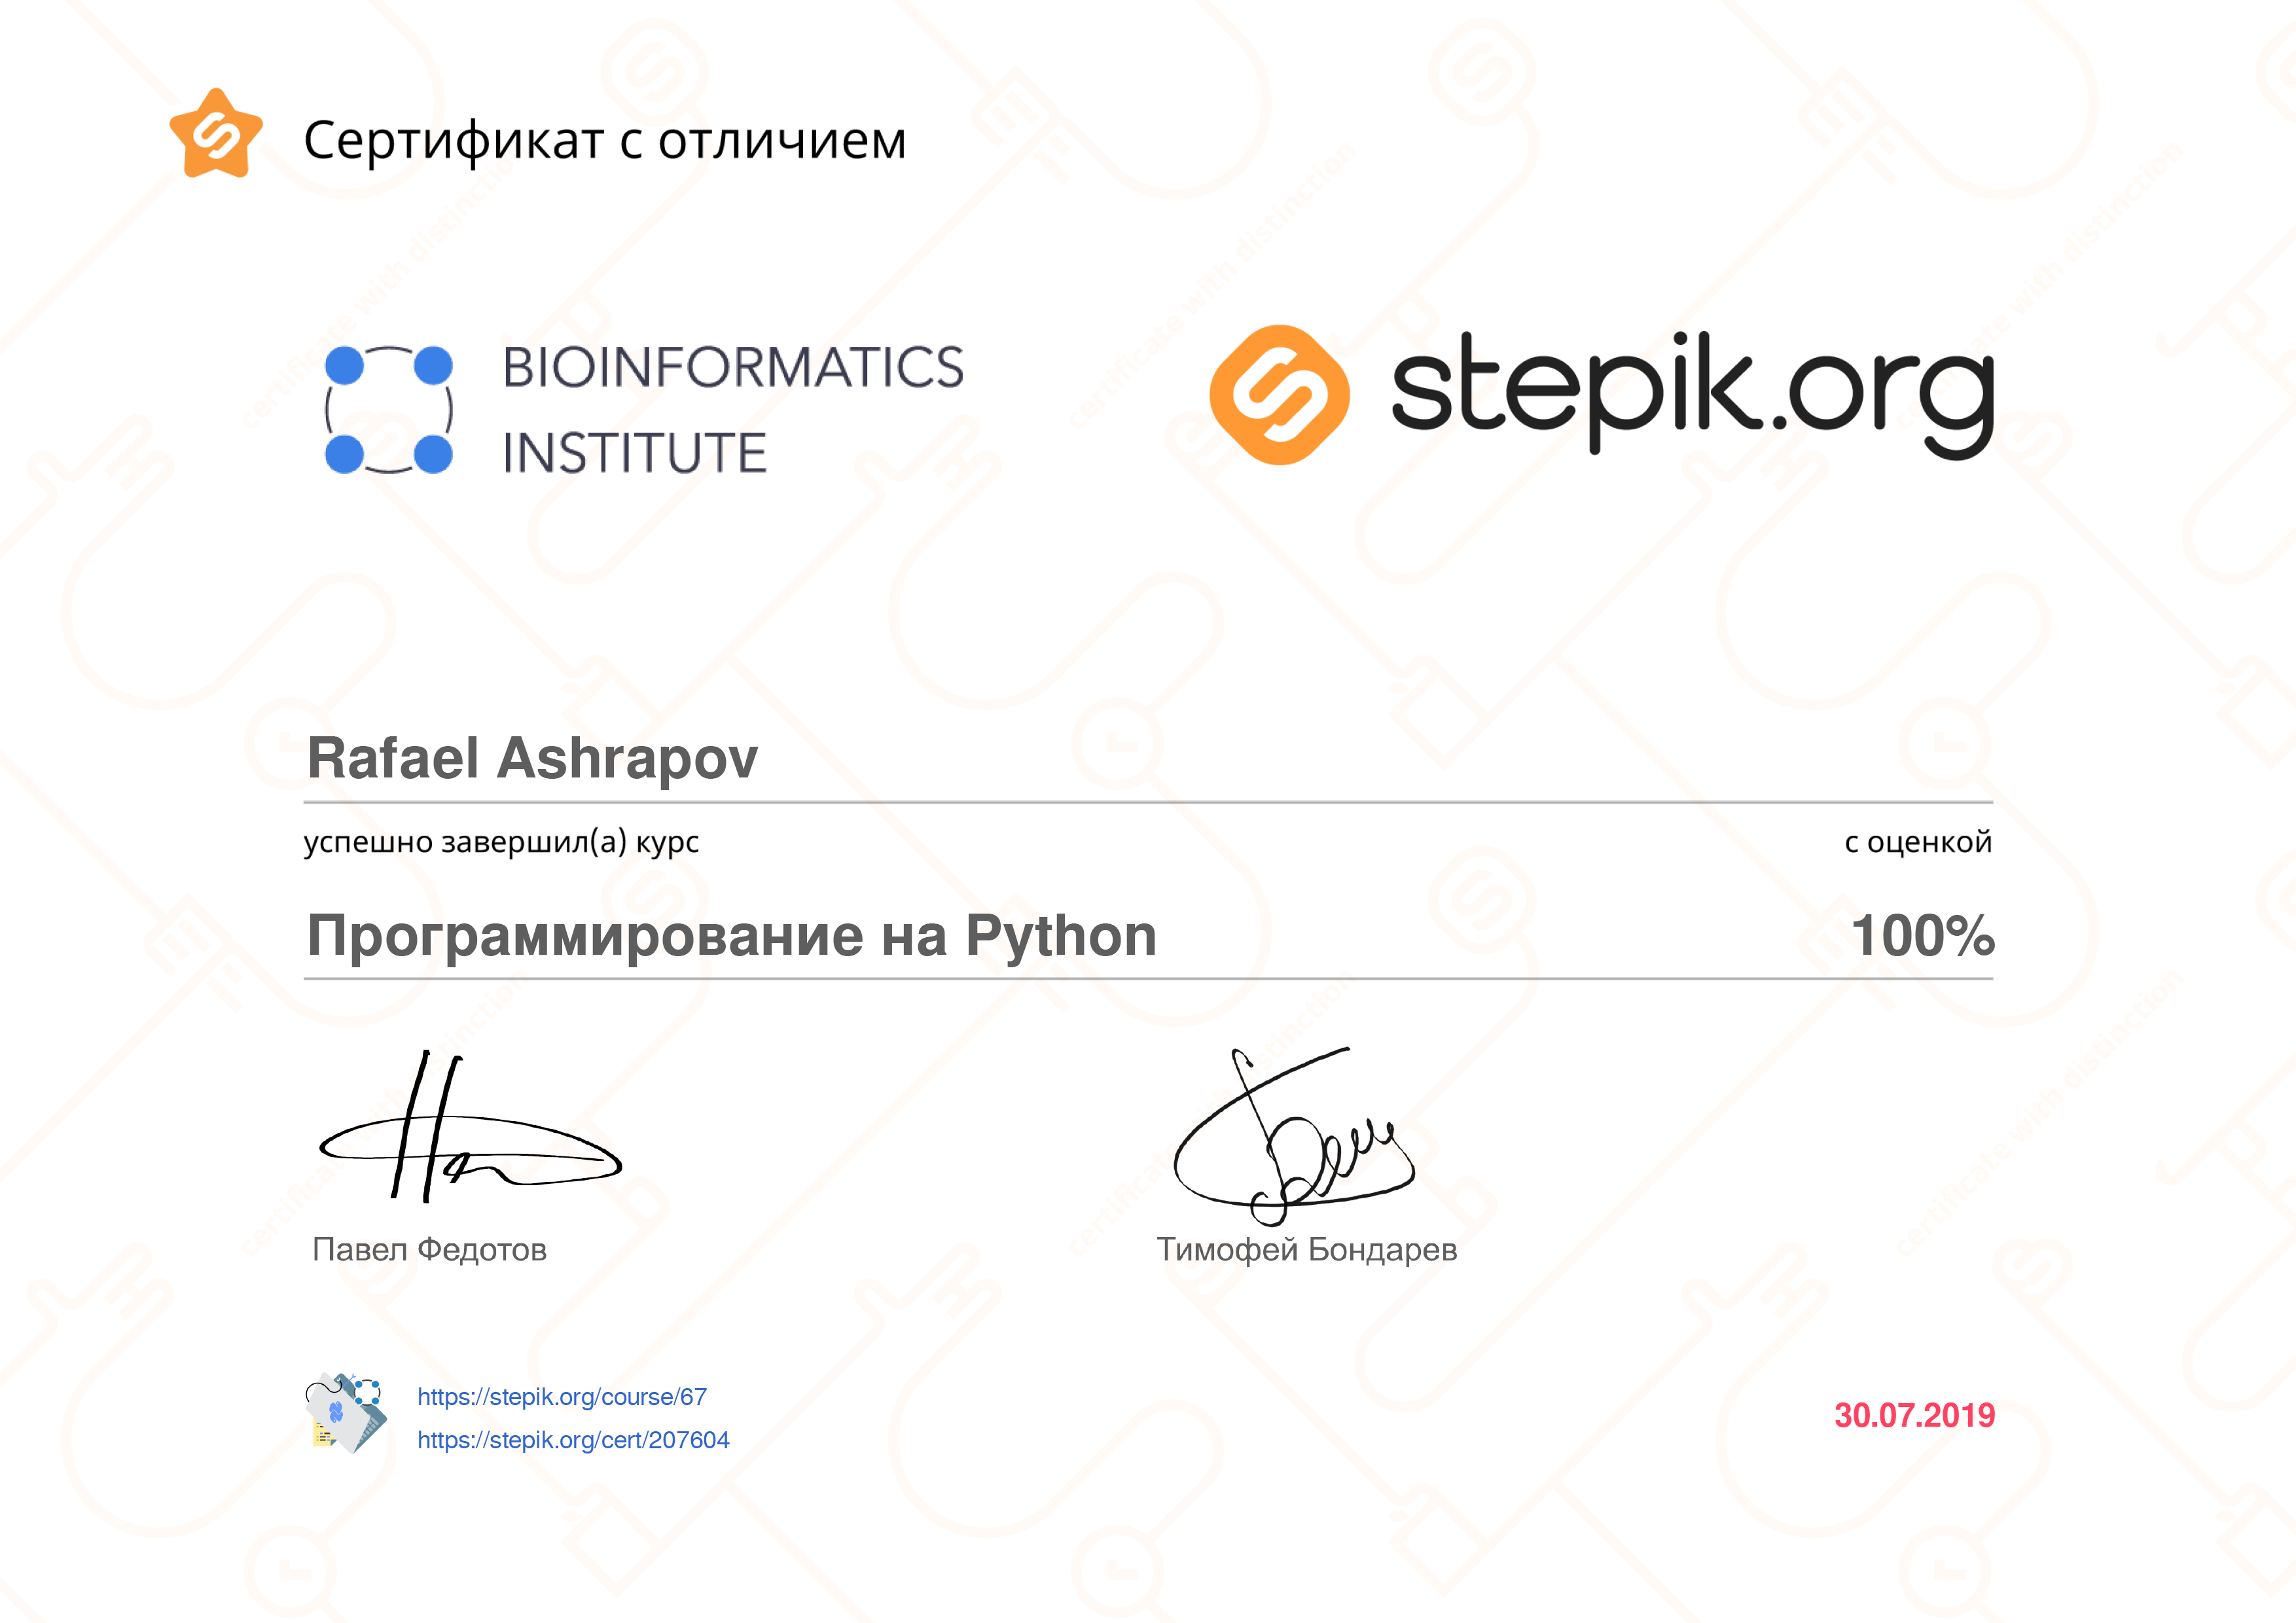 Сертификат с отличием
BIOINFORMATICS
INSTITUTE
stepik.org
Rafael Ashrapov
успешно завершил(а) курс
с оценкой
Программирование на Python
100%
Павел Федотов
Тимофей Бондарев
https://stepik.org/course/67
https://stepik.org/cert/207604
30.07.2019